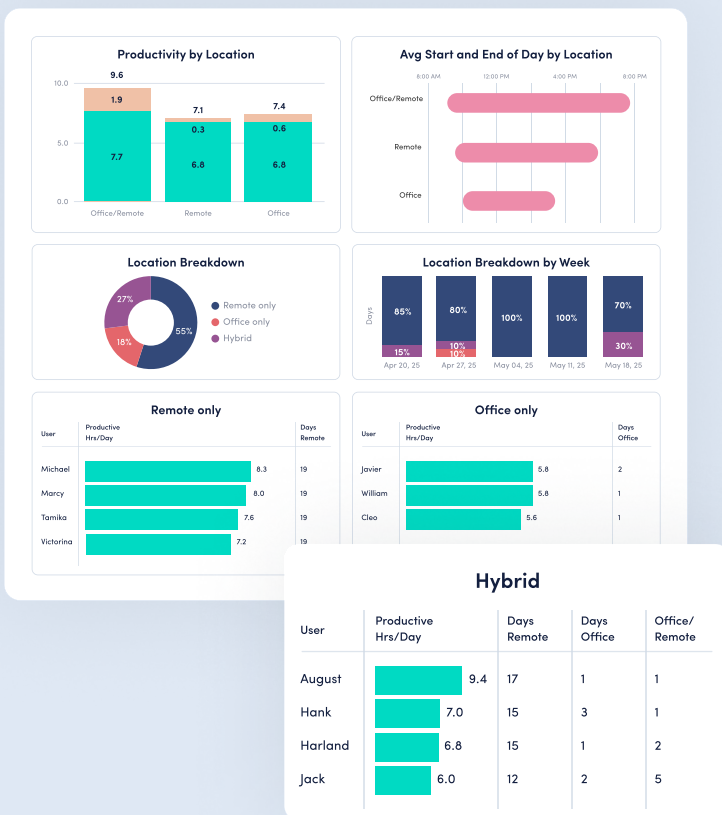 Productivity by Location
9.6
10.0
1.9
7.1
7.4
0.3
0.6
5.0
7.7
6.8
6.8
0.0
Office/Remote
Remote
Office
Avg Start and End of Day by Location
8:00 AM
12:00 PM
4:00 PM
8:00 PM
Office/Remote
Remote
Office
Location Breakdown
27%
55%
18%
Remote only
Office only
Hybrid
Location Breakdown by Week
Days
85%
15%
80%
10%
10%
100%
100%
70%
30%
Apr 20, 25
Apr 27, 25
May 04, 25
May 11, 25
May 18, 25
Remote only
User
Productive
Hrs/Day
Days
Remote
Michael 8.3 19
Marcy 8.0 19
Tamika 7.6 19
Victorina 7.2 19
Office only
User
Productive
Hrs/Day
Days
Office
Javier 5.8 2
William 5.8 1
Cleo 5.6 1
Hybrid
User
Productive
Hrs/Day
Days
Remote
Days
Office
Office/
Remote
August 9.4 17 1 1
Hank 7.0 15 3 1
Harland 6.8 15 1 2
Jack 6.0 12 2 5